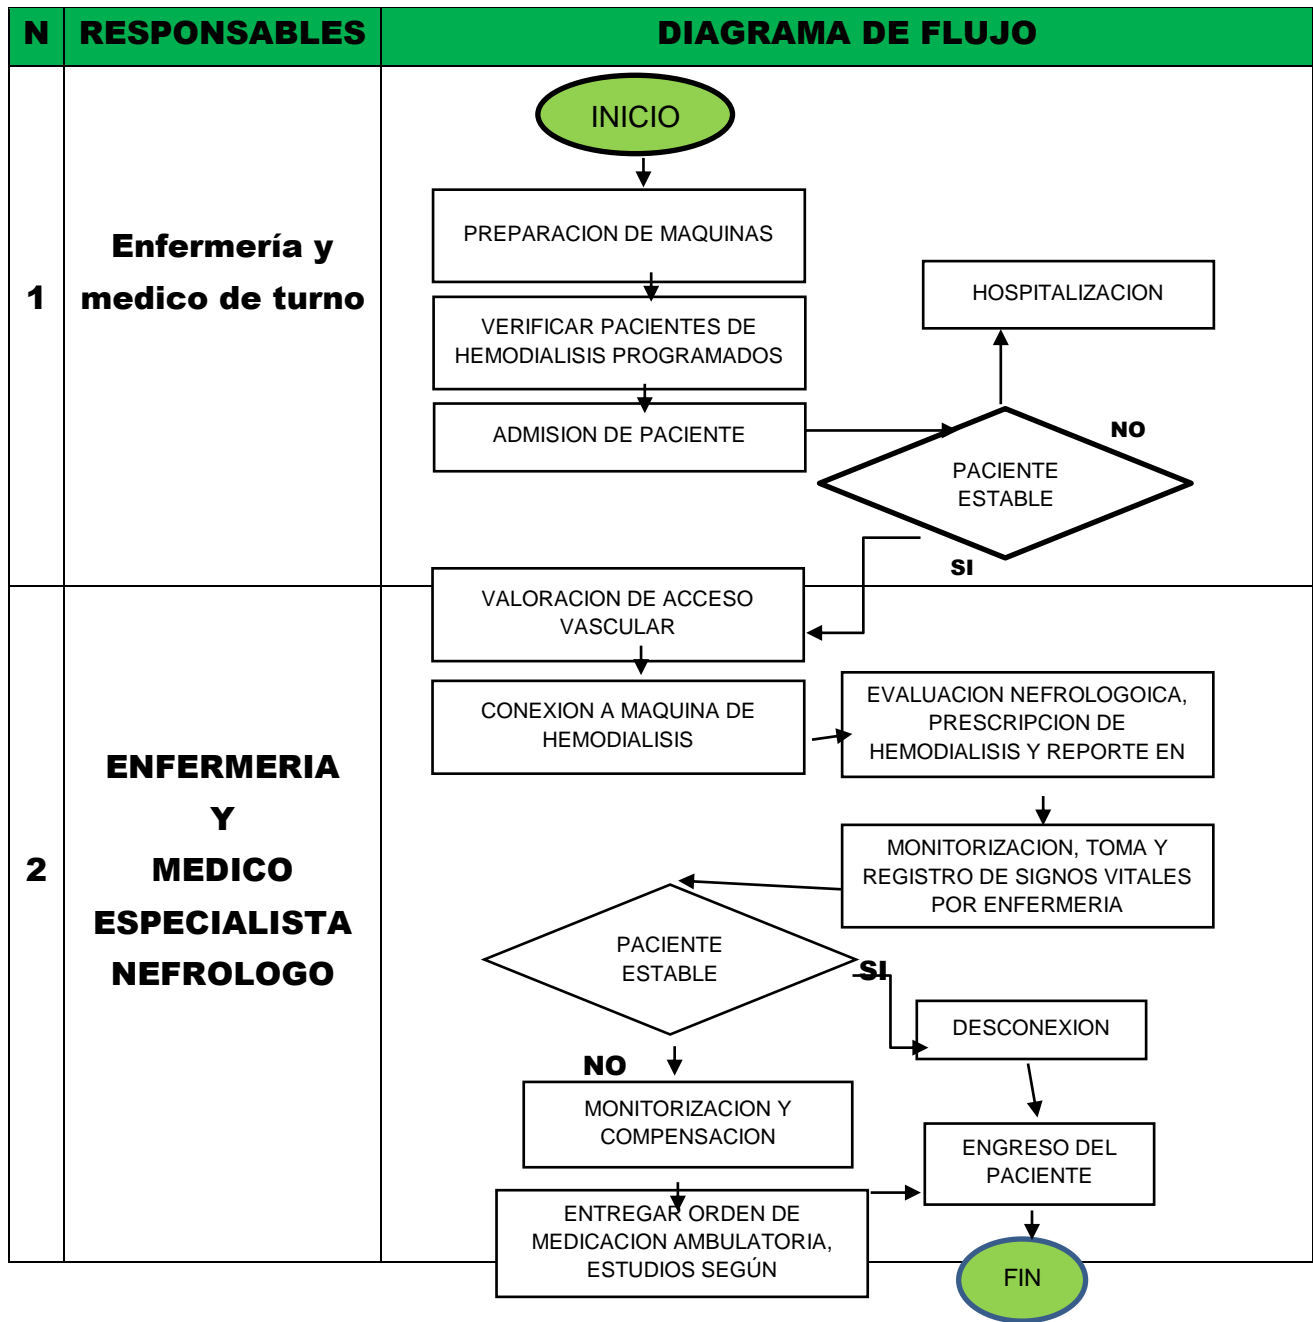 N RESPONSABLES DIAGRAMA DE FLUJO
1
Enfermería y
medico de turno
INICIO
PREPARACION DE MAQUINAS
VERIFICAR PACIENTES DE
HEMODIALISIS PROGRAMADOS
ADMISION DE PACIENTE
HOSPITALIZACION
NO
PACIENTE
ESTABLE
SI
2
ENFERMERIA
Y
MEDICO
ESPECIALISTA
NEFROLOGO
VALORACION DE ACCESO
VASCULAR
CONEXION A MAQUINA DE
HEMODIALISIS
EVALUACION NEFROLOGOICA,
PRESCRIPCION DE
HEMODIALISIS Y REPORTE EN
MONITORIZACION, TOMA Y
REGISTRO DE SIGNOS VITALES
POR ENFERMERIA
PACIENTE
ESTABLE
SI
DESCONEXION
NO
MONITORIZACION Y
COMPENSACION
ENGRESO DEL
PACIENTE
ENTREGAR ORDEN DE
MEDICACION AMBULATORIA,
ESTUDIOS SEGÚN
FIN